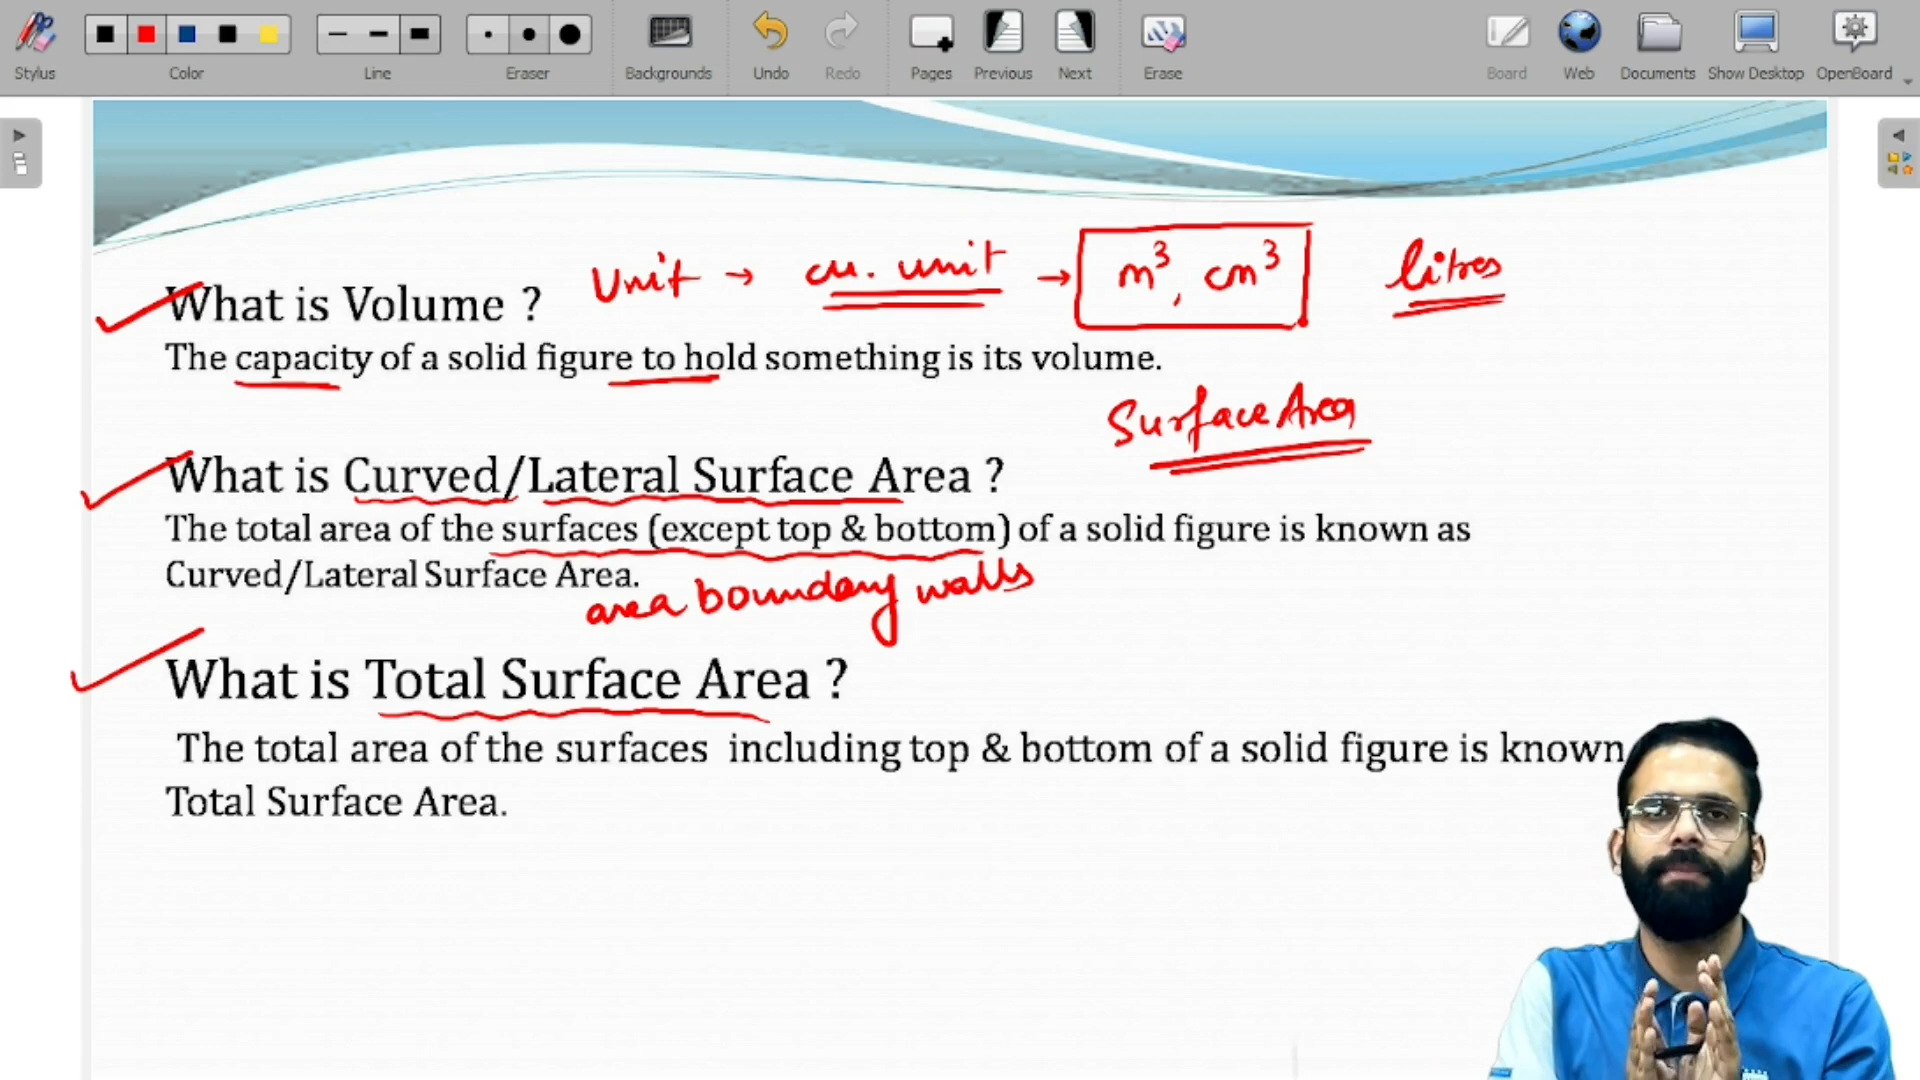 Stylus
Color
Line
Eraser
Backgrounds
Undo
Redo
Pages
Previous
Next
Erase
Board
Web
Documents
Show Desktop
OpenBoard
Unit → cu. unit → m³, cm³ litres
What is Volume ?
The capacity of a solid figure to hold something is its volume.
Surface Area
What is Curved/Lateral Surface Area ?
The total area of the surfaces (except top & bottom) of a solid figure is known as
Curved/Lateral Surface Area.
area boundary walls
What is Total Surface Area ?
The total area of the surfaces including top & bottom of a solid figure is known
Total Surface Area.